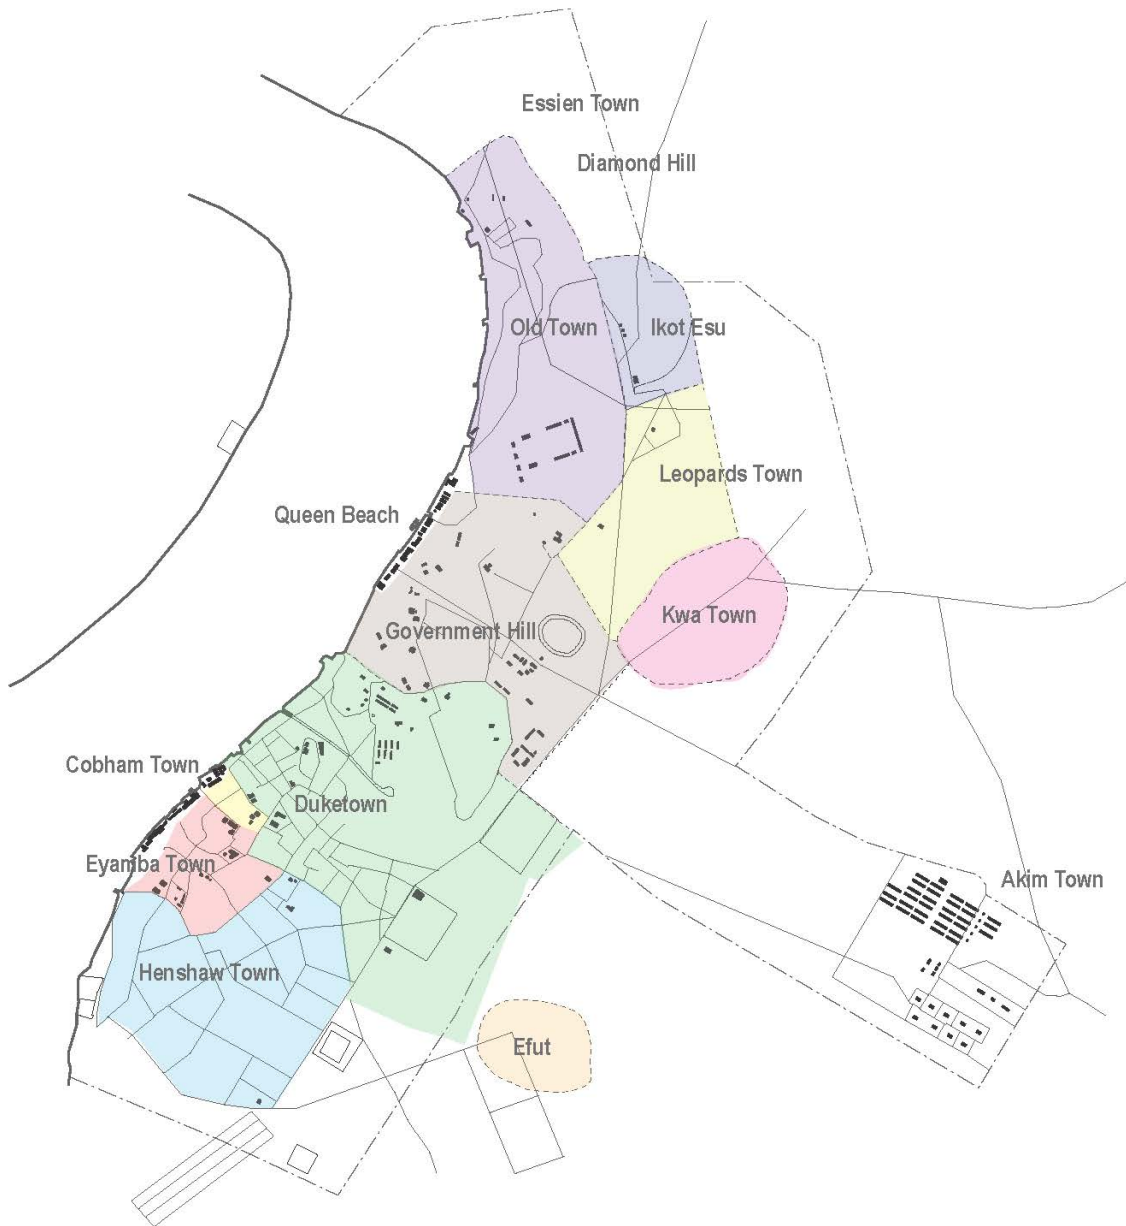 Essien Town
Diamond Hill
Old Town
Ikot Esu
Leopards Town
Queen Beach
Kwa Town
Government Hill
Cobham Town
Duketown
Eyamba Town
Akim Town
Henshaw Town
Efut